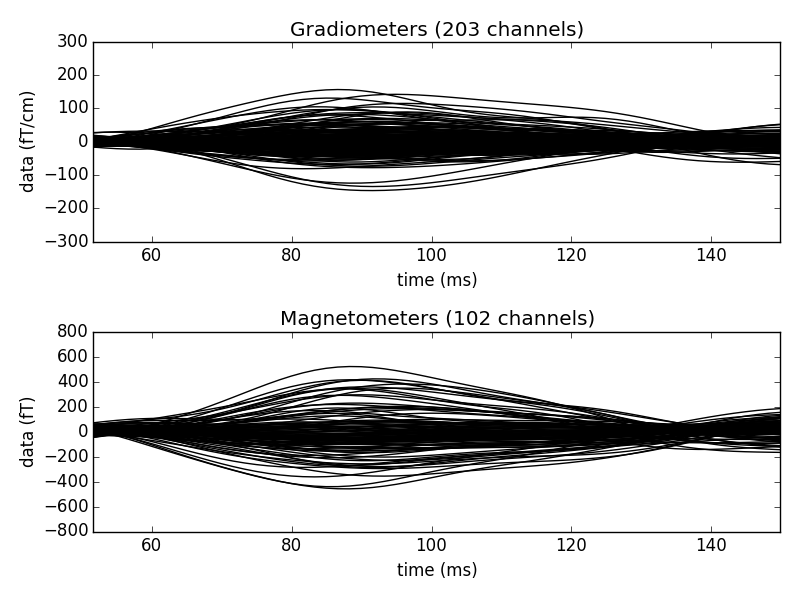 Gradiometers (203 channels)
300
200
100
0
−100
−200
−300
data (fT/cm)
60 80 100 120 140
time (ms)
Magnetometers (102 channels)
800
600
400
200
0
−200
−400
−600
−800
data (fT)
60 80 100 120 140
time (ms)